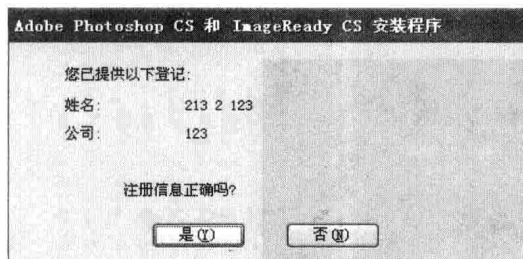 Adobe Photoshop CS 和 ImageReady CS 安装程序
您已提供以下登记:
姓名: 213 2 123
公司: 123
注册信息正确吗?
是(Y) 否(N)